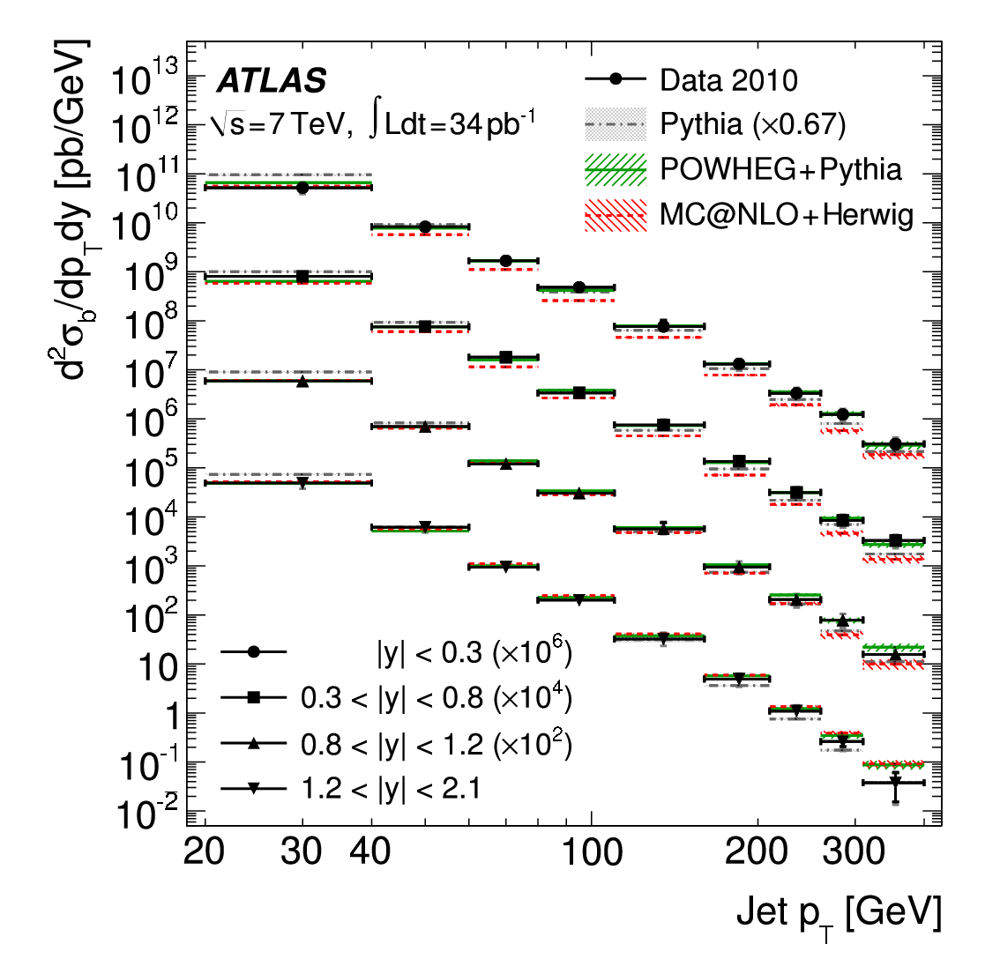 ATLAS
√s = 7 TeV, ∫Ldt = 34 pb⁻¹
Data 2010
Pythia (×0.67)
POWHEG+Pythia
MC@NLO+Herwig
d²σ_b/dp_T dy [pb/GeV]
10¹³
10¹²
10¹¹
10¹⁰
10⁹
10⁸
10⁷
10⁶
10⁵
10⁴
10³
10²
10
1
10⁻¹
10⁻²
|y| < 0.3 (×10⁶)
0.3 < |y| < 0.8 (×10⁴)
0.8 < |y| < 1.2 (×10²)
1.2 < |y| < 2.1
20 30 40 100 200 300
Jet p_T [GeV]